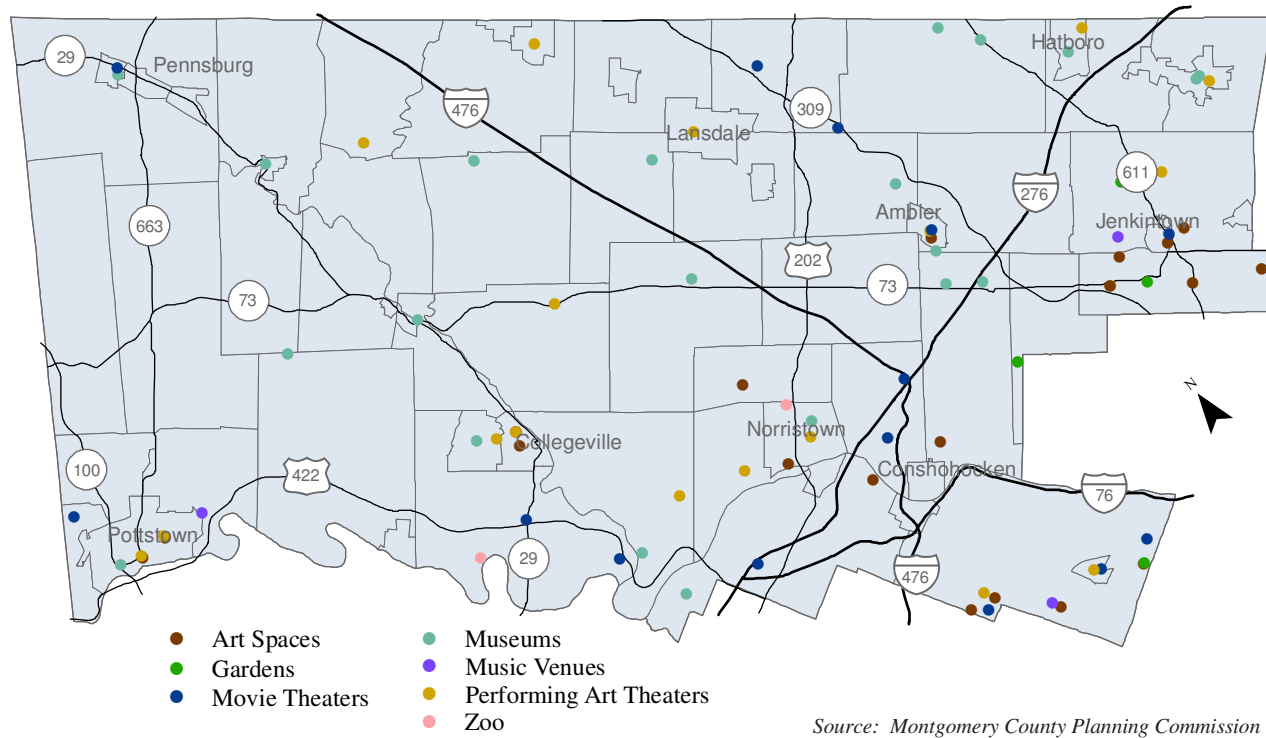 29
Pennsburg
Hatboro
476
309
Lansdale
611
276
Ambler
Jenkintown
663
202
73
73
N
Collegeville
Norristown
Conshohocken
100
422
76
Pottstown
29
476
Art Spaces
Gardens
Movie Theaters
Museums
Music Venues
Performing Art Theaters
Zoo
Source: Montgomery County Planning Commission